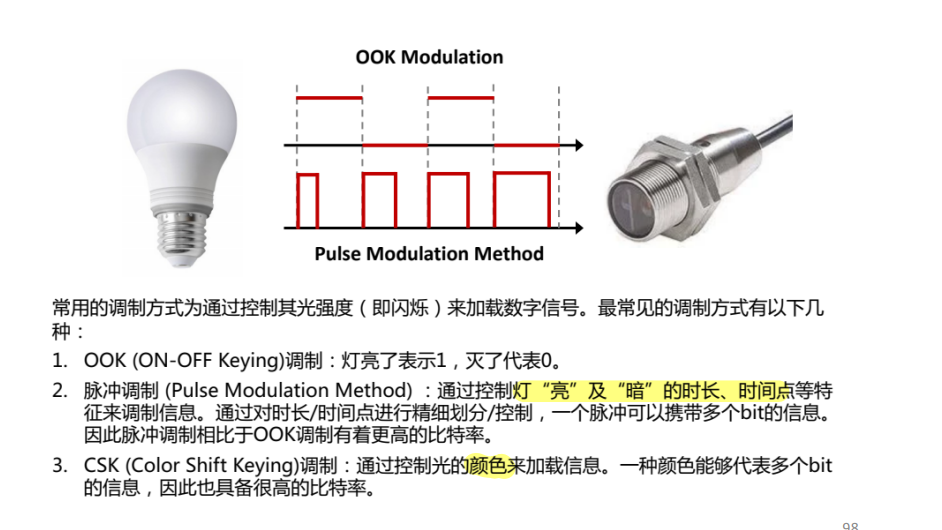 OOK Modulation
Pulse Modulation Method
常用的调制方式为通过控制其光强度（即闪烁）来加载数字信号。最常见的调制方式有以下几
种：
1. OOK (ON-OFF Keying)调制：灯亮了表示1，灭了代表0。
2. 脉冲调制 (Pulse Modulation Method) ：通过控制灯“亮”及“暗”的时长、时间点等特
征来调制信息。通过对时长/时间点进行精细划分/控制，一个脉冲可以携带多个bit的信息。
因此脉冲调制相比于OOK调制有着更高的比特率。
3. CSK (Color Shift Keying)调制：通过控制光的颜色来加载信息。一种颜色能够代表多个bit
的信息，因此也具备很高的比特率。
98